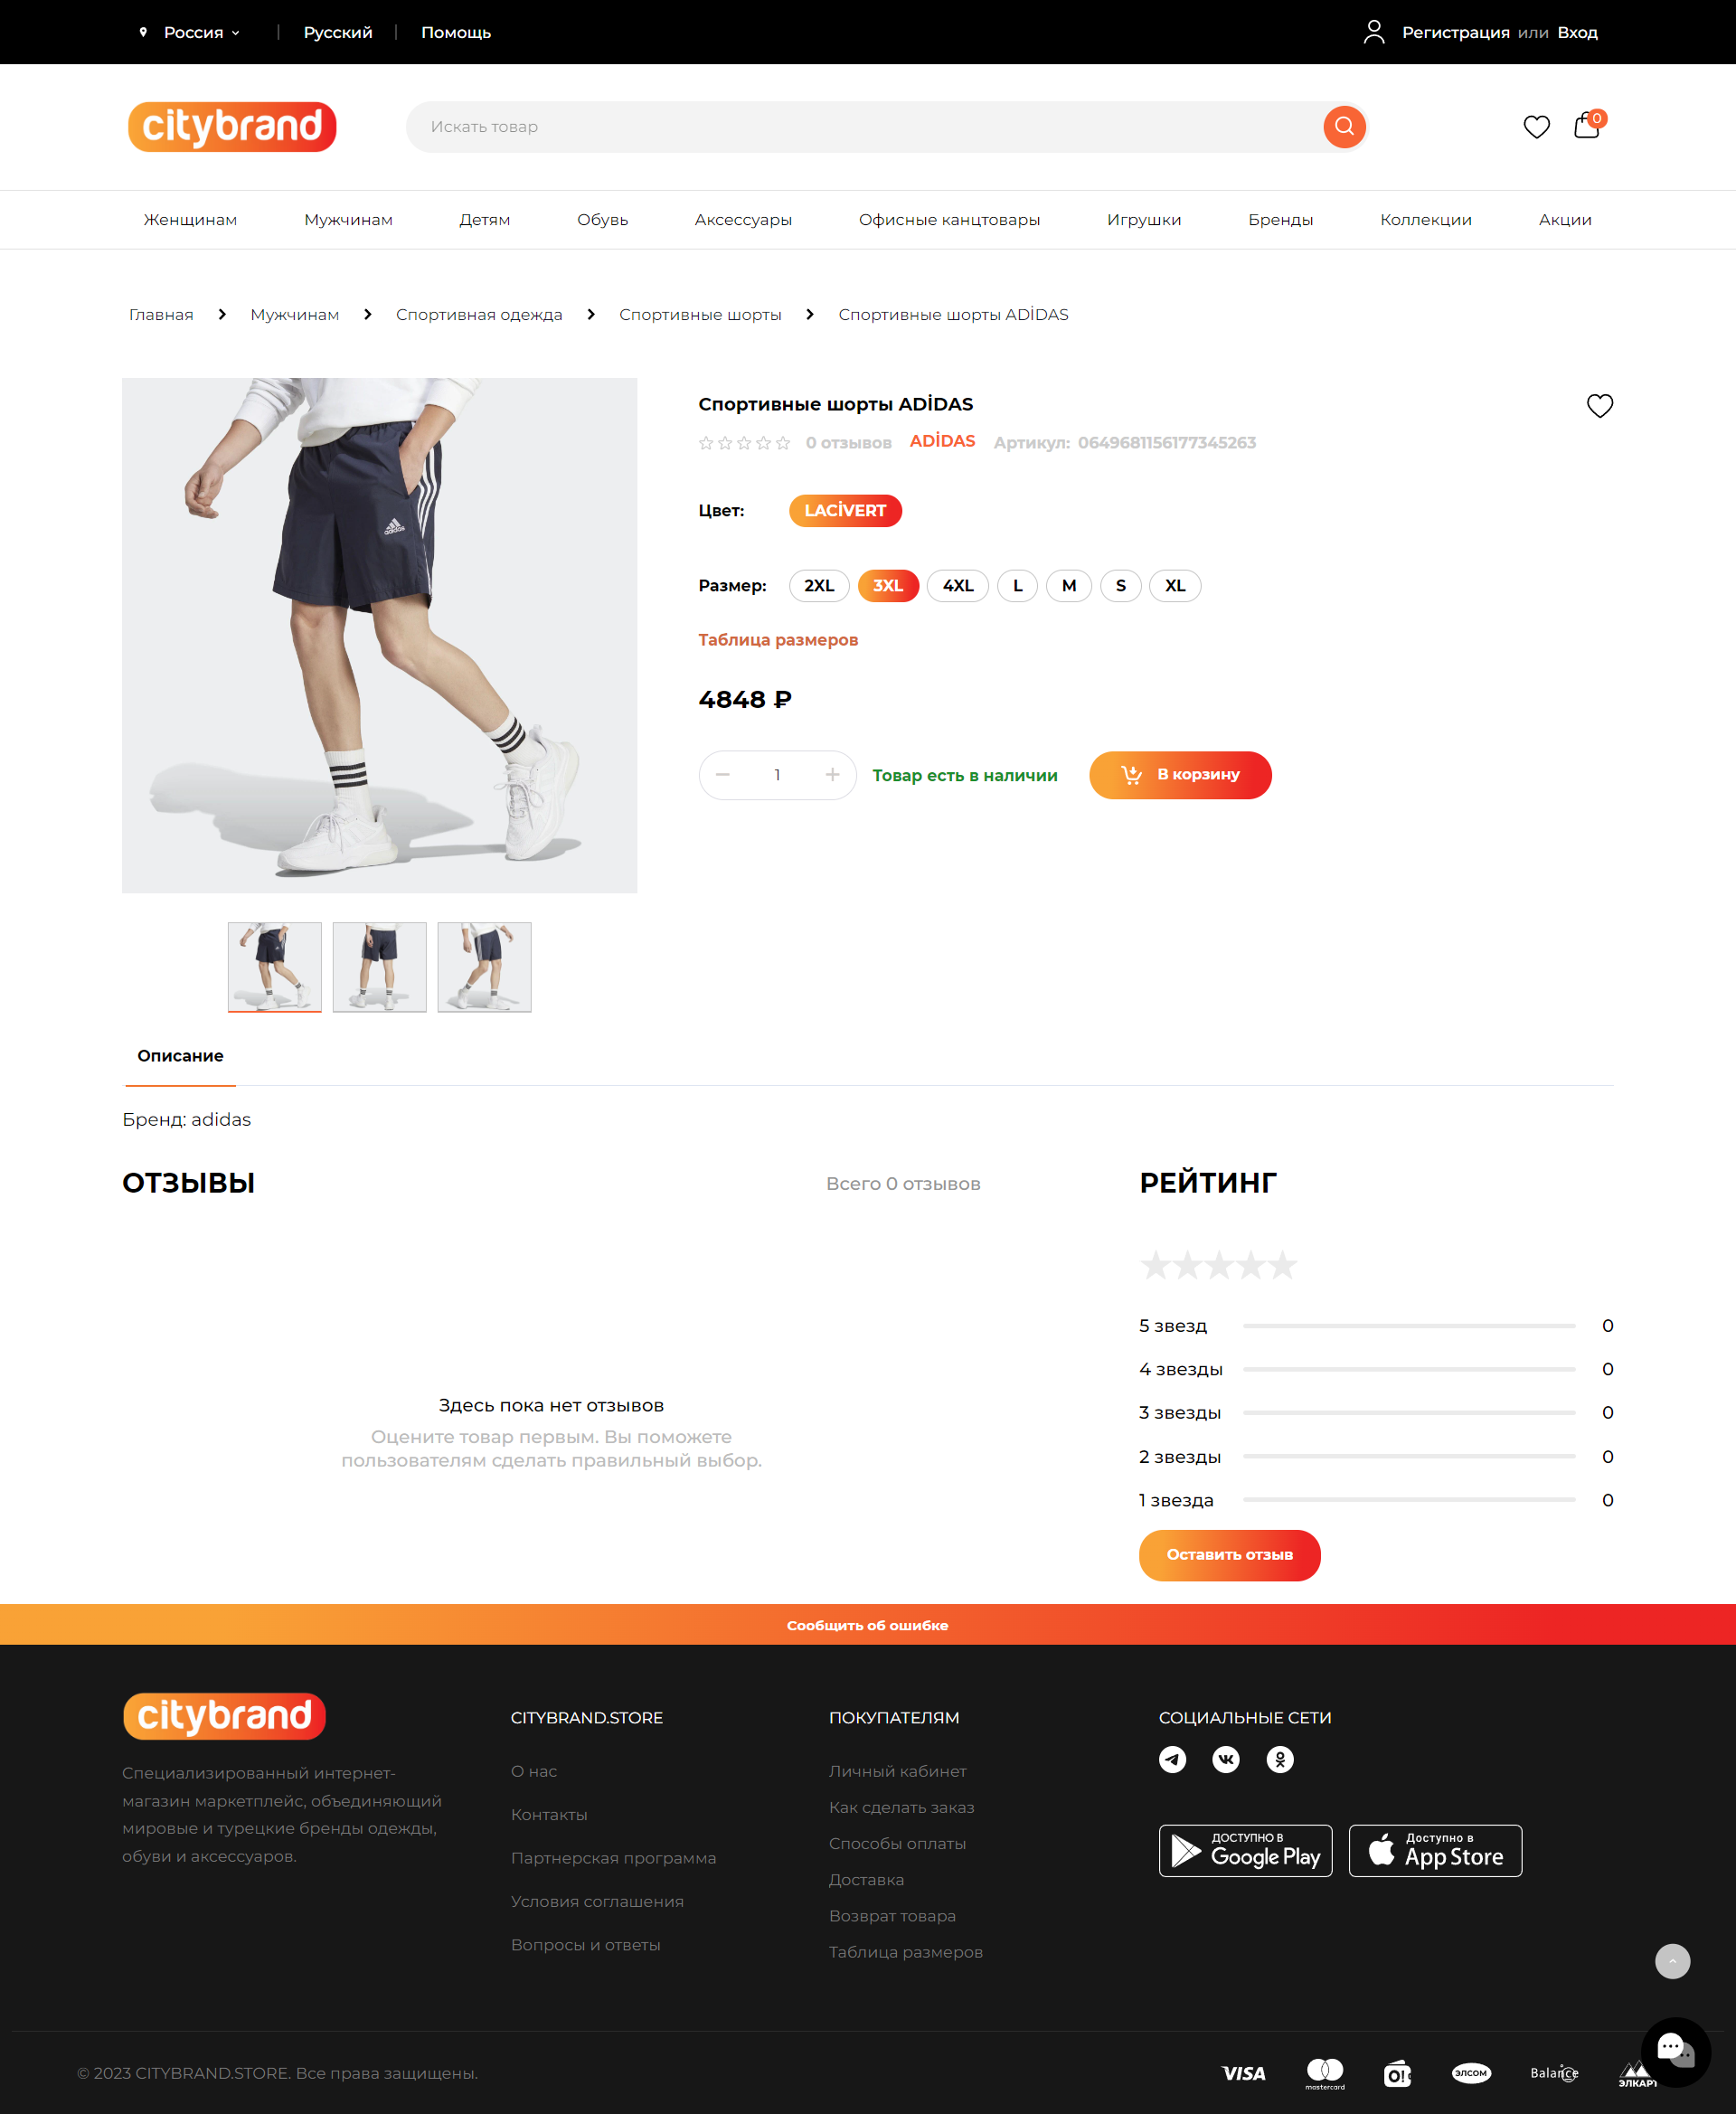 Россия
Русский
Помощь
Регистрация или Вход
citybrand
Искать товар
0
Женщинам
Мужчинам
Детям
Обувь
Аксессуары
Офисные канцтовары
Игрушки
Бренды
Коллекции
Акции
Главная
Мужчинам
Спортивная одежда
Спортивные шорты
Спортивные шорты ADİDAS
adidas
Спортивные шорты ADİDAS
0 отзывов ADİDAS Артикул: 0649681156177345263
Цвет: LACİVERT
Размер: 2XL 3XL 4XL L M S XL
Таблица размеров
4848 ₽
1
Товар есть в наличии
В корзину
Описание
Бренд: adidas
ОТЗЫВЫ
Всего 0 отзывов
Здесь пока нет отзывов
Оцените товар первым. Вы поможете
пользователям сделать правильный выбор.
РЕЙТИНГ
5 звезд 0
4 звезды 0
3 звезды 0
2 звезды 0
1 звезда 0
Оставить отзыв
Сообщить об ошибке
citybrand
Специализированный интернет-
магазин маркетплейс, объединяющий
мировые и турецкие бренды одежды,
обуви и аксессуаров.
CITYBRAND.STORE
О нас
Контакты
Партнерская программа
Условия соглашения
Вопросы и ответы
ПОКУПАТЕЛЯМ
Личный кабинет
Как сделать заказ
Способы оплаты
Доставка
Возврат товара
Таблица размеров
СОЦИАЛЬНЫЕ СЕТИ
ДОСТУПНО В
Google Play
Доступно в
App Store
© 2023 CITYBRAND.STORE. Все права защищены.
VISA
mastercard
O!
элсом
Balance
ЭЛКАРТ